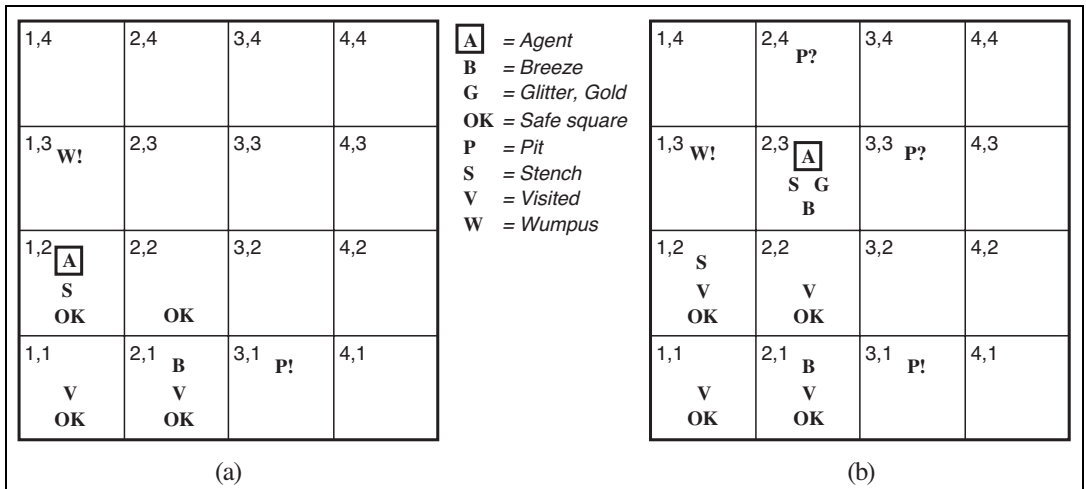 1,4 2,4 3,4 4,4
1,3 W! 2,3 3,3 4,3
1,2 A 2,2 3,2 4,2
S
OK OK
1,1 2,1 B 3,1 P! 4,1
V V
OK OK
(a)
A = Agent
B = Breeze
G = Glitter, Gold
OK = Safe square
P = Pit
S = Stench
V = Visited
W = Wumpus
1,4 2,4 P? 3,4 4,4
1,3 W! 2,3 A 3,3 P? 4,3
S G
B
1,2 S 2,2 3,2 4,2
V V
OK OK
1,1 2,1 B 3,1 P! 4,1
V V
OK OK
(b)